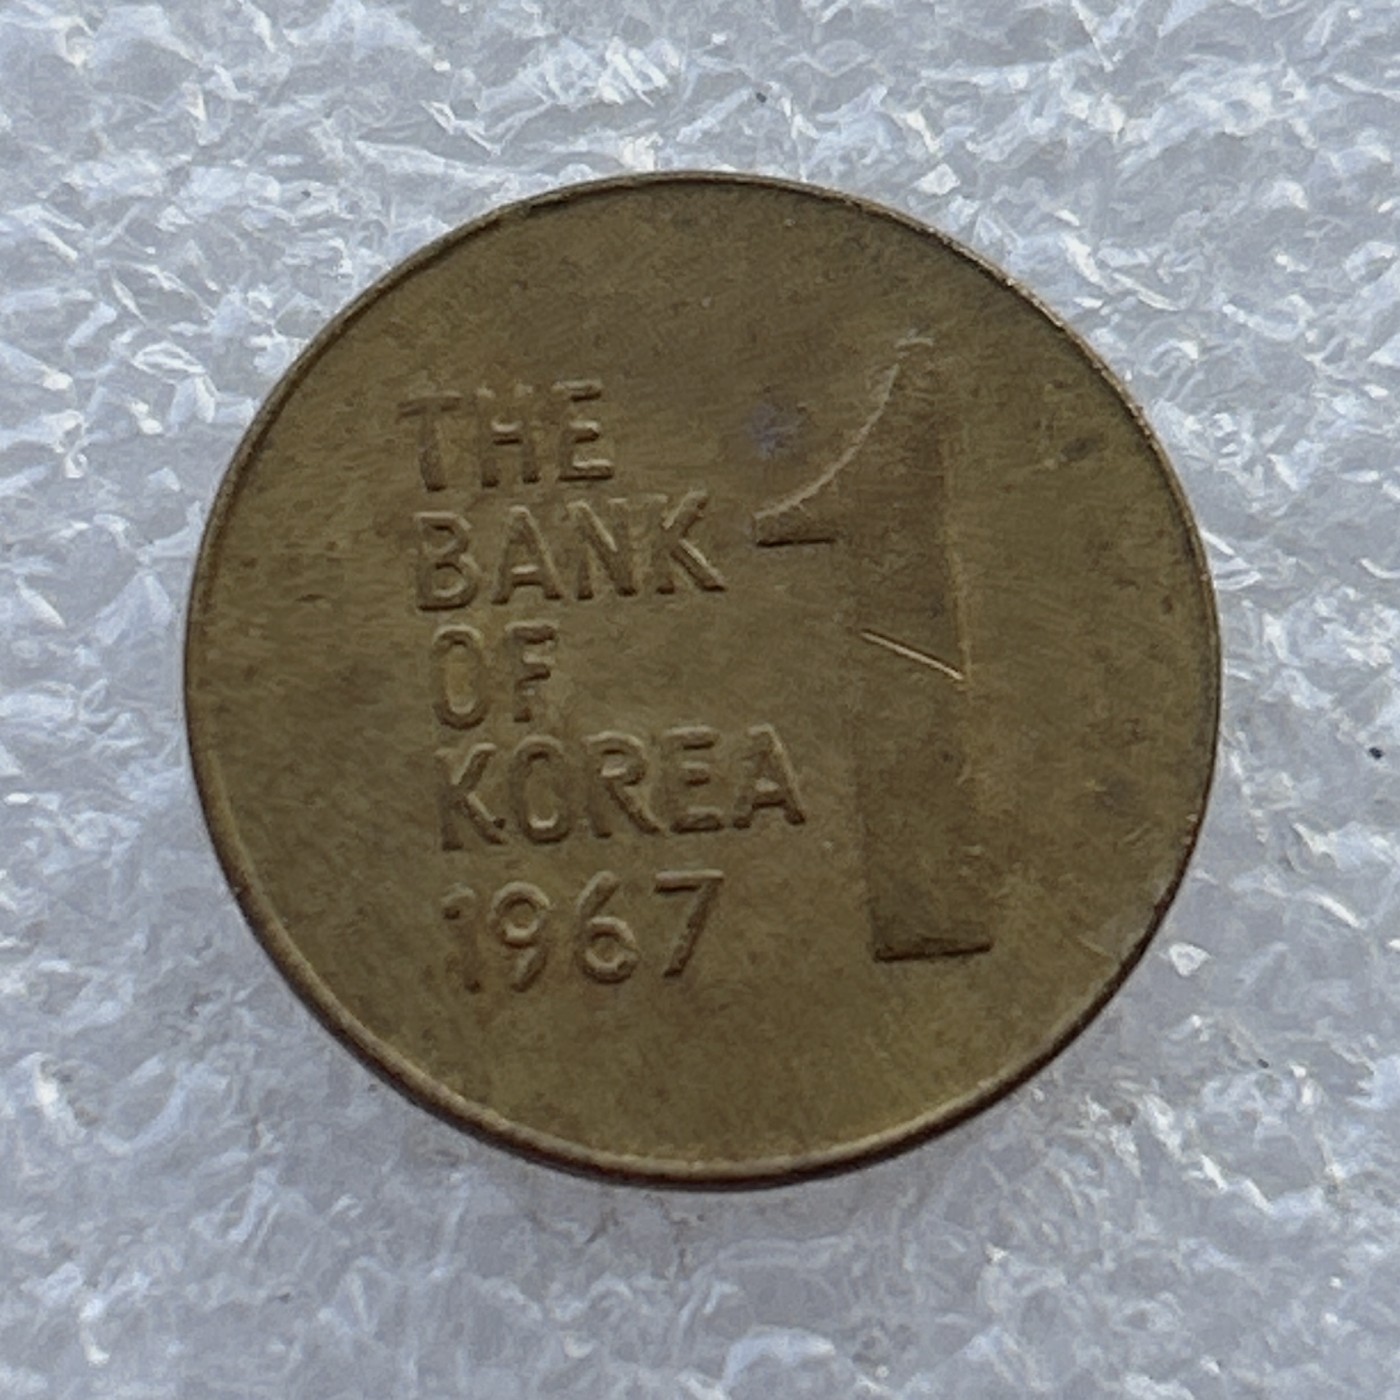 THE
BANK
OF
KOREA
1967
1